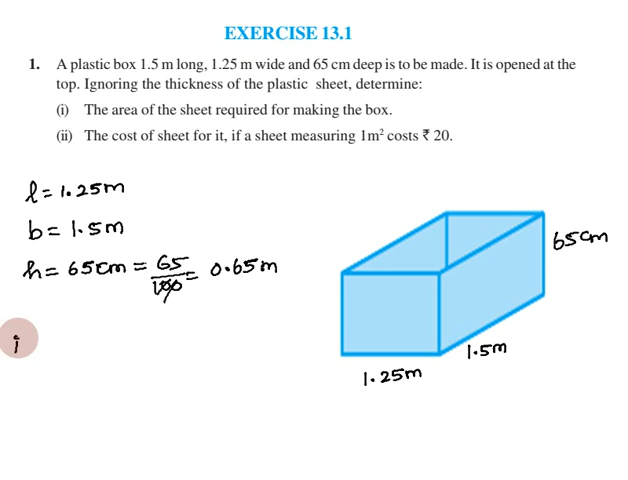 EXERCISE 13.1
1. A plastic box 1.5 m long, 1.25 m wide and 65 cm deep is to be made. It is opened at the
top. Ignoring the thickness of the plastic sheet, determine:
(i) The area of the sheet required for making the box.
(ii) The cost of sheet for it, if a sheet measuring 1m² costs ₹ 20.
l = 1.25m
b = 1.5m
h = 65cm = 65/100 = 0.65m
i
65cm
1.5m
1.25m